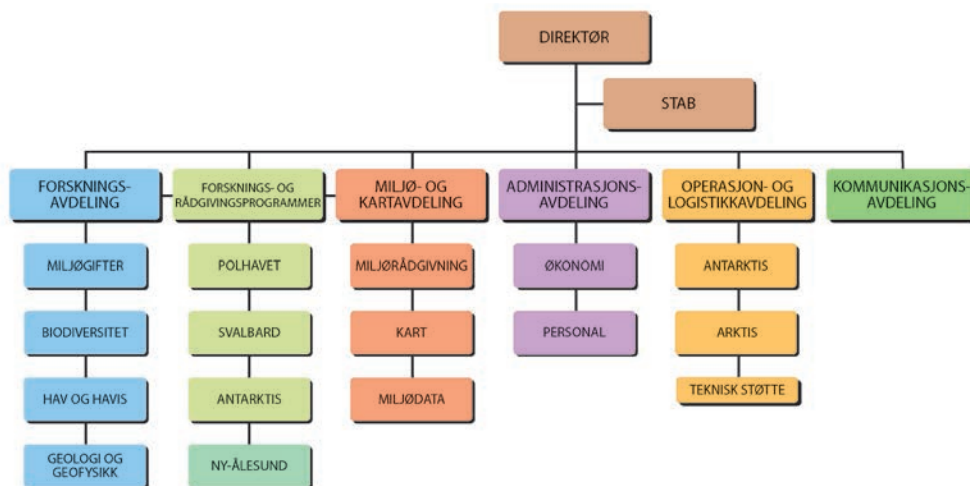 DIREKTØR
STAB
FORSKNINGS-
AVDELING
FORSKNINGS- OG
RÅDGIVINGSPROGRAMMER
MILJØ- OG
KARTAVDELING
ADMINISTRASJONS-
AVDELING
OPERASJON- OG
LOGISTIKKAVDELING
KOMMUNIKASJONS-
AVDELING
MILJØGIFTER
POLHAVET
MILJØRÅDGIVNING
ØKONOMI
ANTARKTIS
BIODIVERSITET
SVALBARD
KART
PERSONAL
ARKTIS
HAV OG HAVIS
ANTARKTIS
MILJØDATA
TEKNISK STØTTE
GEOLOGI OG
GEOFYSIKK
NY-ÅLESUND